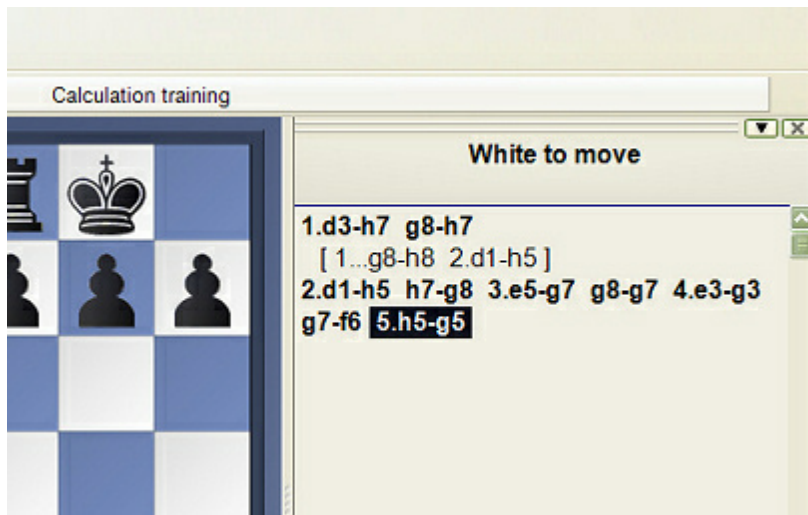 Calculation training
White to move
1.d3-h7 g8-h7
[ 1...g8-h8 2.d1-h5 ]
2.d1-h5 h7-g8 3.e5-g7 g8-g7 4.e3-g3
g7-f6 5.h5-g5